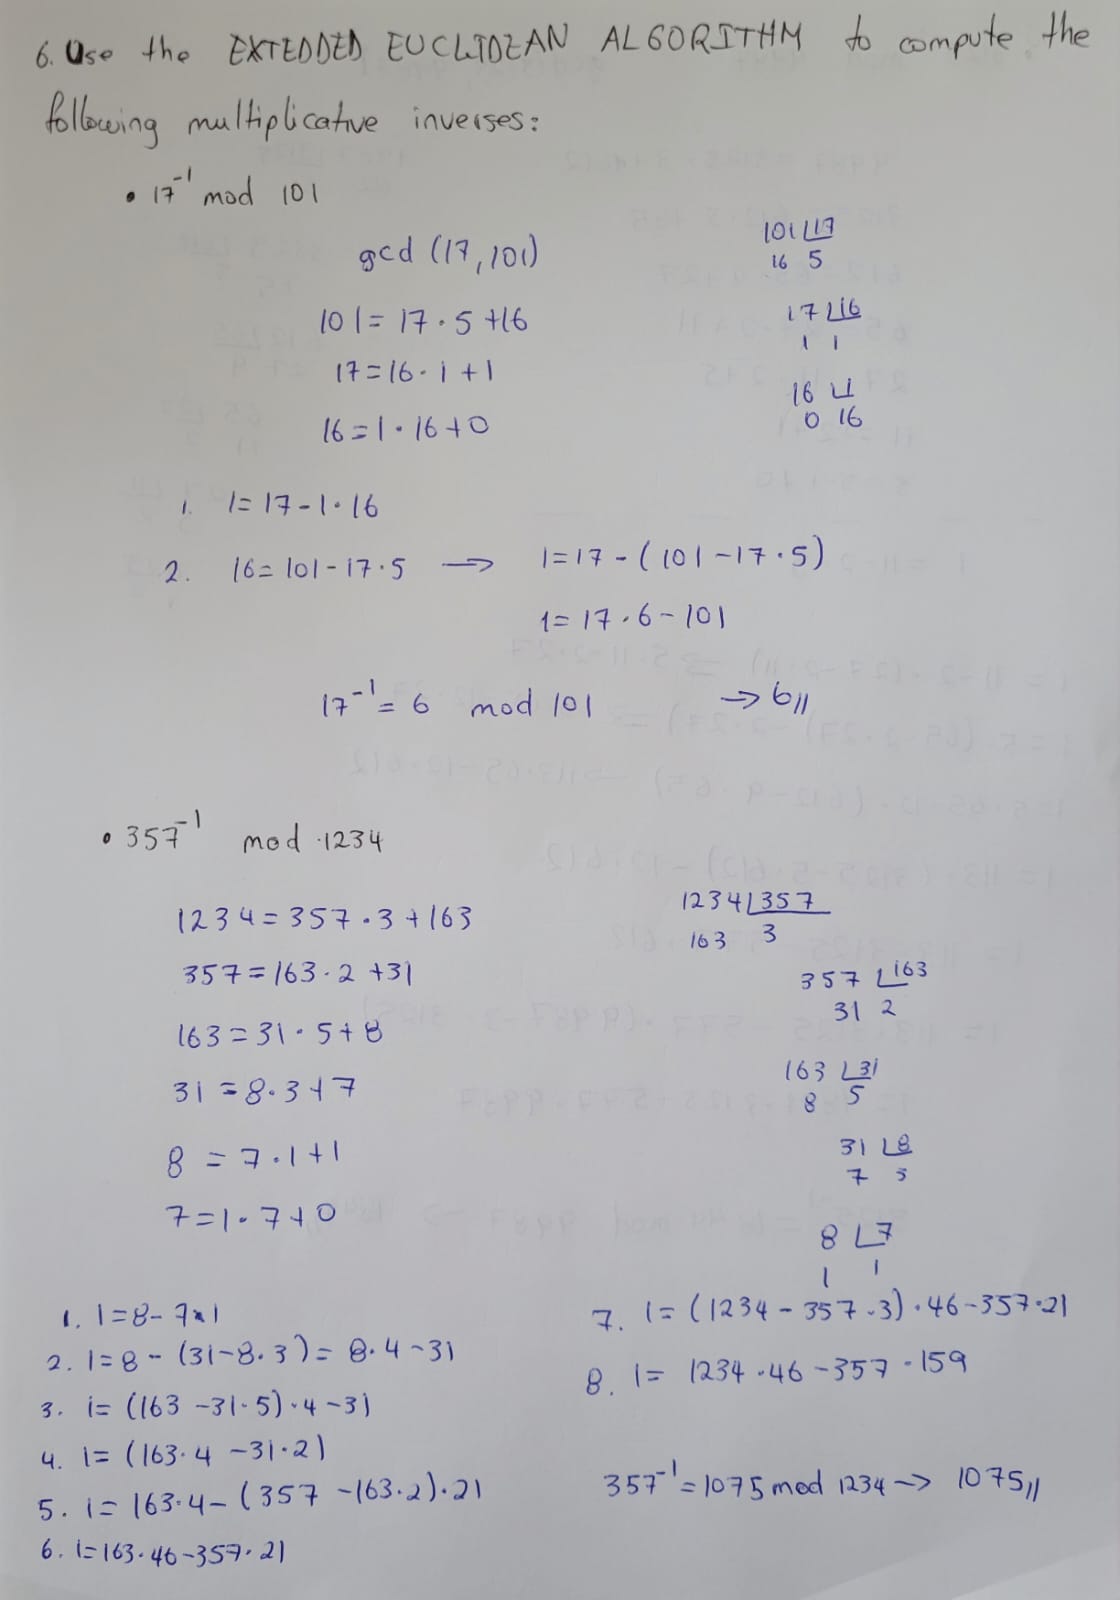 6. Use the EXTEDDED EUCLIDEAN ALGORITHM to compute the
following multiplicative inverses:
• 17⁻¹ mod 101
gcd (17, 101)
101 = 17 · 5 + 16
17 = 16 · 1 + 1
16 = 1 · 16 + 0
101 17
16 5
17 16
1 1
16 1
0 16
1. 1 = 17 - 1 · 16
2. 16 = 101 - 17 · 5 → 1 = 17 - (101 - 17 · 5)
1 = 17 · 6 - 101
17⁻¹ = 6 mod 101 → 6//
• 357⁻¹ mod 1234
1234 = 357 · 3 + 163
357 = 163 · 2 + 31
163 = 31 · 5 + 8
31 = 8 · 3 + 7
8 = 7 · 1 + 1
7 = 1 · 7 + 0
1234 357
163 3
357 163
31 2
163 31
8 5
31 8
7 3
8 7
1 1
1. 1 = 8 - 7 × 1
2. 1 = 8 - (31 - 8 · 3) = 8 · 4 - 31
3. 1 = (163 - 31 · 5) · 4 - 31
4. 1 = (163 · 4 - 31 · 2)
5. 1 = 163 · 4 - (357 - 163 · 2) · 21
6. 1 = 163 · 46 - 357 · 21
7. 1 = (1234 - 357 · 3) · 46 - 357 · 21
8. 1 = 1234 · 46 - 357 · 159
357⁻¹ = 1075 mod 1234 → 1075//